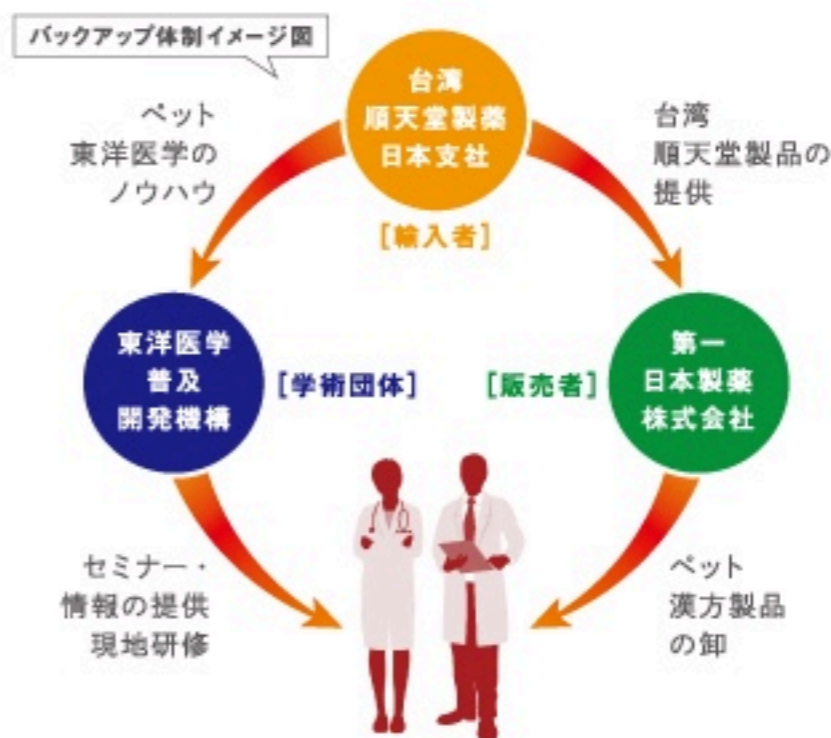 バックアップ体制イメージ図
台湾
順天堂製薬
日本支社
[輸入者]
ペット
東洋医学の
ノウハウ
台湾
順天堂製品の
提供
東洋医学
普及
開発機構
[学術団体]
[販売者]
第一
日本製薬
株式会社
セミナー・
情報の提供
現地研修
ペット
漢方製品
の卸